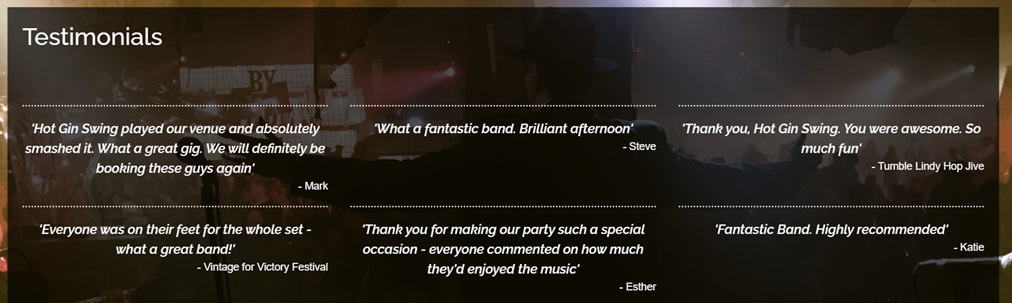 Testimonials
BY
'Hot Gin Swing played our venue and absolutely
smashed it. What a great gig. We will definitely be
booking these guys again'
- Mark
'What a fantastic band. Brilliant afternoon'
- Steve
'Thank you, Hot Gin Swing. You were awesome. So
much fun'
- Tumble Lindy Hop Jive
'Everyone was on their feet for the whole set -
what a great band!'
- Vintage for Victory Festival
'Thank you for making our party such a special
occasion - everyone commented on how much
they'd enjoyed the music'
- Esther
'Fantastic Band. Highly recommended'
- Katie